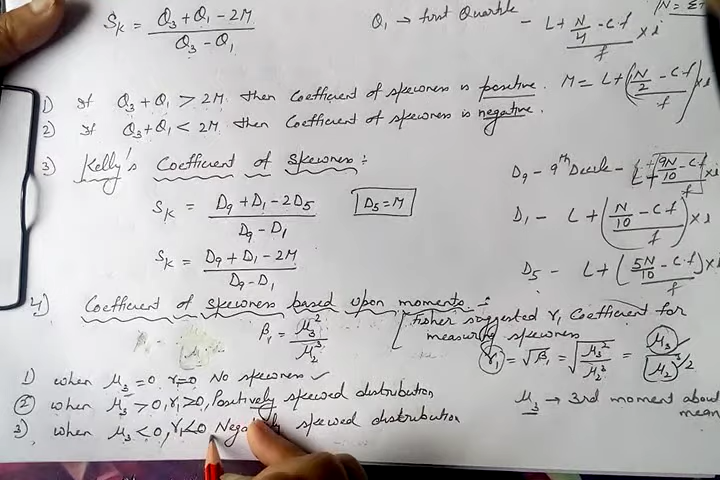 Sk = Q3 + Q1 - 2M / Q3 - Q1
Q1 → first Quartile - L + N/4 - C.f / f × i
1) If Q3 + Q1 > 2M then Coefficient of skewness is positive. M = L + (N/2 - C.f / f) × i
2) If Q3 + Q1 < 2M then Coefficient of skewness is negative.
3) Kelly's Coefficient of Skewness :
D9 - 9th Decile - L + 9N/10 - C.f / f × i
Sk = D9 + D1 - 2D5 / D9 - D1
D5 = M
D1 - L + (N/10 - C.f / f) × i
Sk = D9 + D1 - 2M / D9 - D1
D5 - L + (5N/10 - C.f / f) × i
4) Coefficient of skewness based upon moments :
β1 = μ3² / μ2³
fisher suggested γ1 Coefficient for
measuring skewness
γ1 = √β1 = √μ3²/μ2³ = μ3 / (μ2)^3/2
1) when μ3 = 0 γ=0 No skewness ✓
2) when μ3 > 0, γ1 > 0, Positively skewed distribution
3) when μ3 < 0, γ1 < 0 skewed distribution
μ3 → 3rd moment about
mean